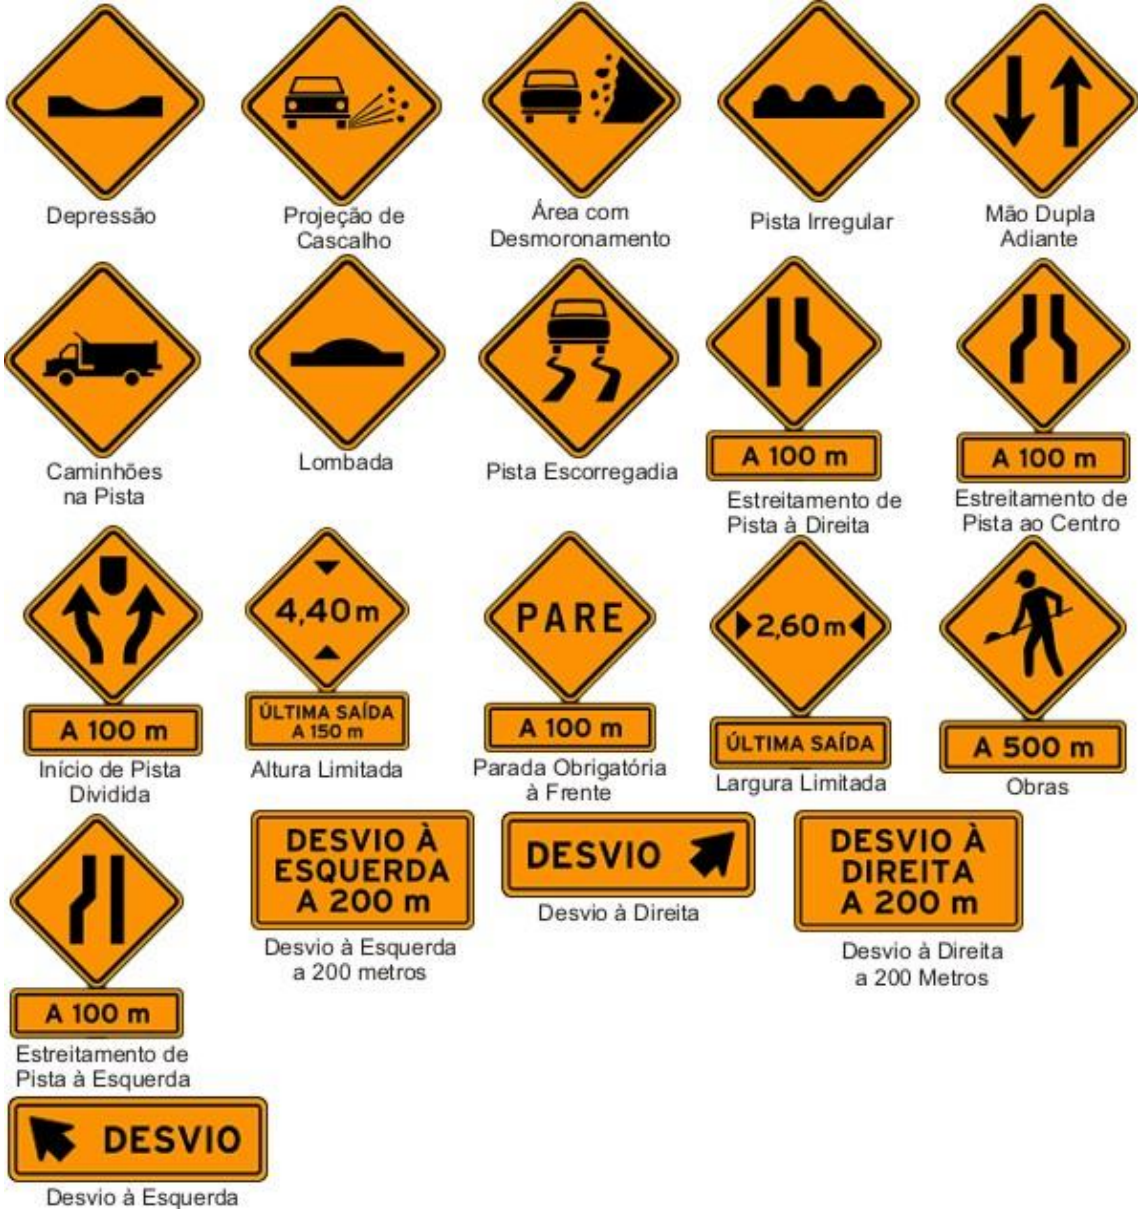 Depressão
Projeção de
Cascalho
Área com
Desmoronamento
Pista Irregular
Mão Dupla
Adiante
Caminhões
na Pista
Lombada
Pista Escorregadia
A 100 m
Estreitamento de
Pista à Direita
A 100 m
Estreitamento de
Pista ao Centro
A 100 m
Início de Pista
Dividida
4,40 m
ÚLTIMA SAÍDA
A 150 m
Altura Limitada
PARE
A 100 m
Parada Obrigatória
à Frente
2,60 m
ÚLTIMA SAÍDA
Largura Limitada
A 500 m
Obras
A 100 m
Estreitamento de
Pista à Esquerda
DESVIO À
ESQUERDA
A 200 m
Desvio à Esquerda
a 200 metros
DESVIO
Desvio à Direita
DESVIO À
DIREITA
A 200 m
Desvio à Direita
a 200 Metros
DESVIO
Desvio à Esquerda